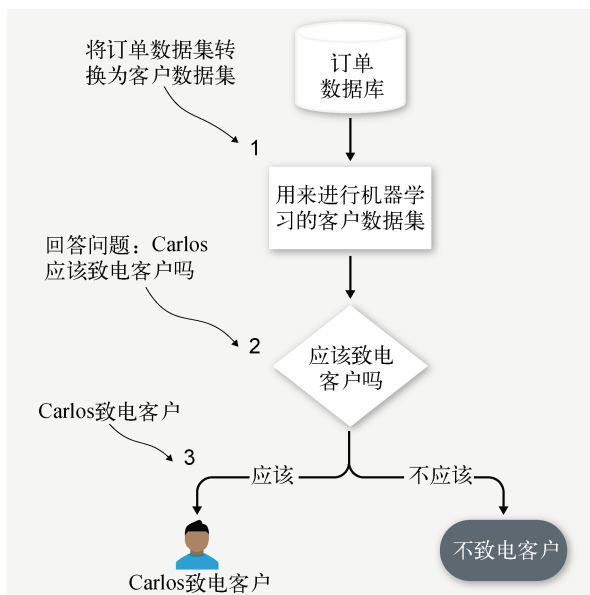 将订单数据集转
换为客户数据集
订单
数据库
1
用来进行机器学
习的客户数据集
回答问题：Carlos
应该致电客户吗
2
应该致电
客户吗
Carlos致电客户
3
应该
不应该
不致电客户
Carlos致电客户